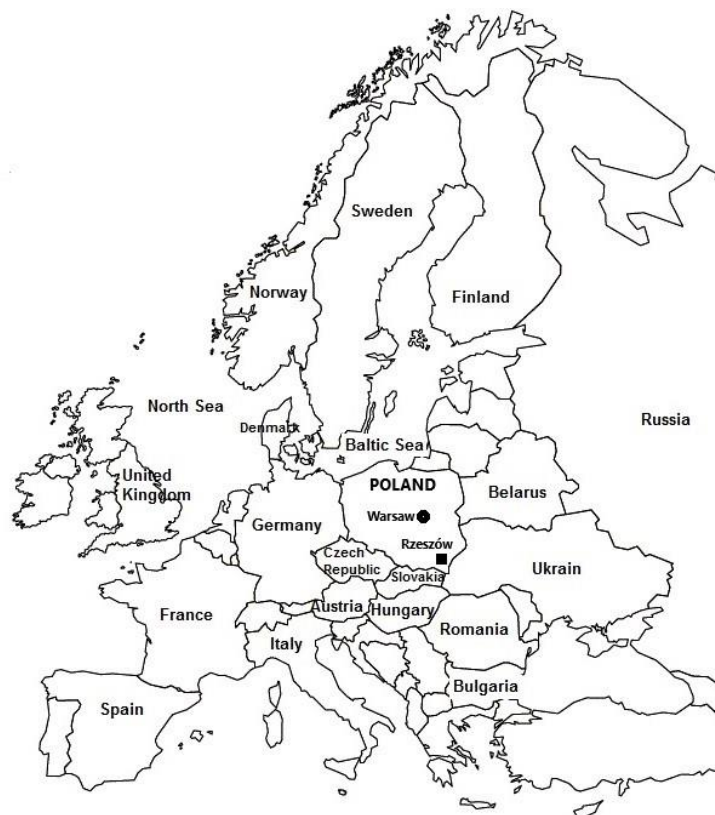 Sweden
Norway
Finland
North Sea
Russia
Denmark
Baltic Sea
United
Kingdom
POLAND
Belarus
Warsaw
Germany
Rzeszów
Czech
Republic
Ukrain
Slovakia
France
Austria
Hungary
Romania
Italy
Bulgaria
Spain